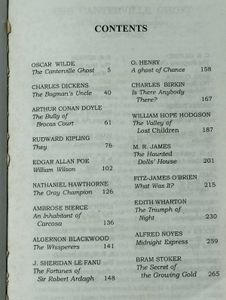 CONTENTS
OSCAR WILDE
The Canterville Ghost 5
CHARLES DICKENS
The Bagman's Uncle 40
ARTHUR CONAN DOYLE
The Bully of
Brocas Court 61
RUDWARD KIPLING
They 76
EDGAR ALLAN POE
William Wilson 102
NATHANIEL HAWTHORNE
The Gray Champion 126
AMBROSE BIERCE
An Inhabitant of
Carcosa 136
ALGERNON BLACKWOOD
The Whisperers 141
J. SHERIDAN LE FANU
The Fortunes of
Sir Robert Ardagh 148
O. HENRY
A ghost of Chance 158
CHARLES BIRKIN
Is There Anybody
There? 167
WILLIAM HOPE HODGSON
The Valley of
Lost Children 187
M. R. JAMES
The Haunted
Dolls' House 201
FITZ-JAMES O'BRIEN
What Was It? 215
EDITH WHARTON
The Triumph of
Night 230
ALFRED NOYES
Midnight Express 259
BRAM STOKER
The Secret of
the Growing Gold 265